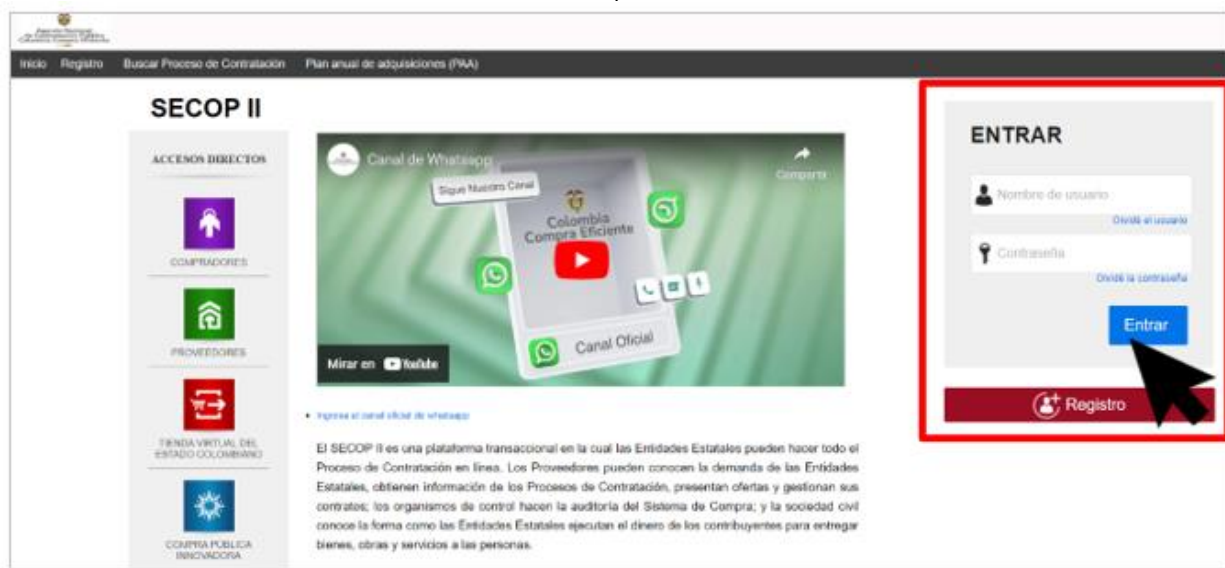 Inicio Registro Buscar Proceso de Contratación Plan anual de adquisiciones (PAA)
SECOP II
ACCESOS DIRECTOS
COMPRADORES
PROVEEDORES
TIENDA VIRTUAL DEL
ESTADO COLOMBIANO
COMPRA PÚBLICA
INNOVADORA
Canal de Whatsapp
Compartir
Sigue Nuestro Canal
Colombia
Compra Eficiente
Canal Oficial
Mirar en YouTube
Ingresa al canal oficial de whatsapp
El SECOP II es una plataforma transaccional en la cual las Entidades Estatales pueden hacer todo el
Proceso de Contratación en línea. Los Proveedores pueden conocen la demanda de las Entidades
Estatales, obtienen información de los Procesos de Contratación, presentan ofertas y gestionan sus
contratos; los organismos de control hacen la auditoría del Sistema de Compra; y la sociedad civil
conoce la forma como las Entidades Estatales ejecutan el dinero de los contribuyentes para entregar
bienes, obras y servicios a las personas.
ENTRAR
Nombre de usuario
Olvidé el usuario
Contraseña
Olvidé la contraseña
Entrar
Registro